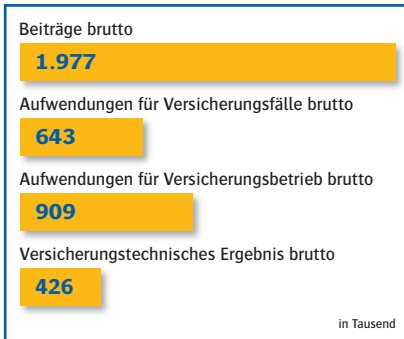 Beiträge brutto
1.977
Aufwendungen für Versicherungsfälle brutto
643
Aufwendungen für Versicherungsbetrieb brutto
909
Versicherungstechnisches Ergebnis brutto
426
in Tausend